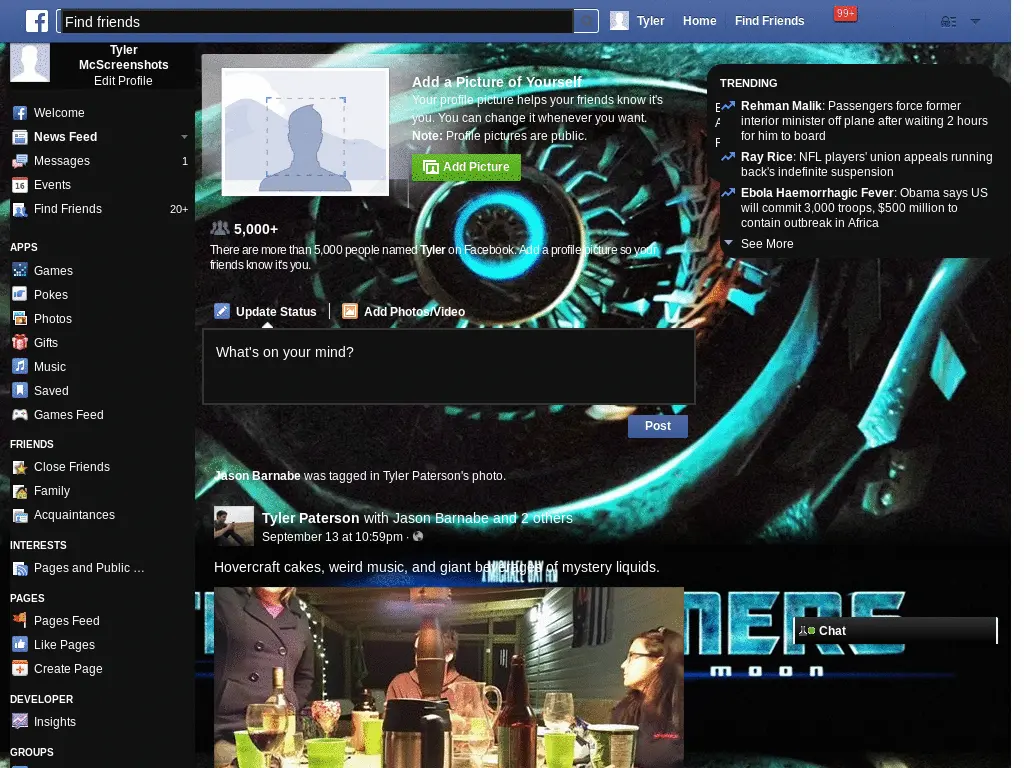 Find friends
Tyler
Home
Find Friends
99+
Tyler
McScreenshots
Edit Profile
Welcome
News Feed
Messages 1
Events
16
Find Friends 20+
APPS
Games
Pokes
Photos
Gifts
Music
Saved
Games Feed
FRIENDS
Close Friends
Family
Acquaintances
INTERESTS
Pages and Public ...
PAGES
Pages Feed
Like Pages
Create Page
DEVELOPER
Insights
GROUPS
Add a Picture of Yourself
Your profile picture helps your friends know it's
you. You can change it whenever you want.
Note: Profile pictures are public.
Add Picture
5,000+
There are more than 5,000 people named Tyler on Facebook. Add a profile picture so your
friends know it's you.
Update Status
Add Photos/Video
What's on your mind?
Post
Jason Barnabe was tagged in Tyler Paterson's photo.
Tyler Paterson with Jason Barnabe and 2 others
September 13 at 10:59pm ·
Hovercraft cakes, weird music, and giant beverages of mystery liquids.
MERS
moon
TRENDING
Rehman Malik: Passengers force former
interior minister off plane after waiting 2 hours
for him to board
Ray Rice: NFL players' union appeals running
back's indefinite suspension
Ebola Haemorrhagic Fever: Obama says US
will commit 3,000 troops, $500 million to
contain outbreak in Africa
See More
Chat